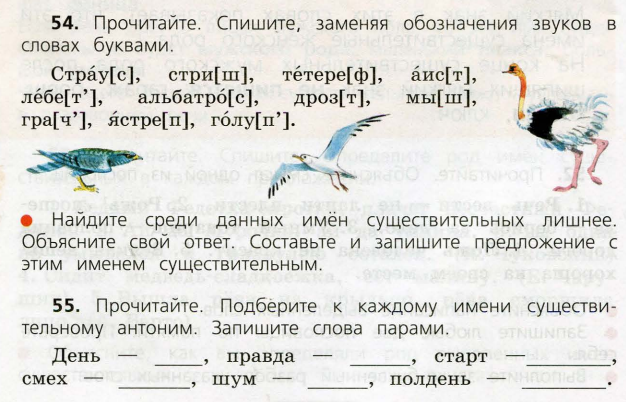 54. Прочитайте. Спишите, заменяя обозначения звуков в
словах буквами.
Стра́у[с], стри[ш], те́тере[ф], а́ис[т],
ле́бе[т’], альбатро́[с], дроз[т], мы[ш],
гра[ч’], я́стре[п], го́лу[п’].
● Найдите среди данных имён существительных лишнее.
Объясните свой ответ. Составьте и запишите предложение с
этим именем существительным.
55. Прочитайте. Подберите к каждому имени существи-
тельному антоним. Запишите слова парами.
День — ______, правда — ______, старт ______,
смех — ______, шум — ______, полдень — ______.